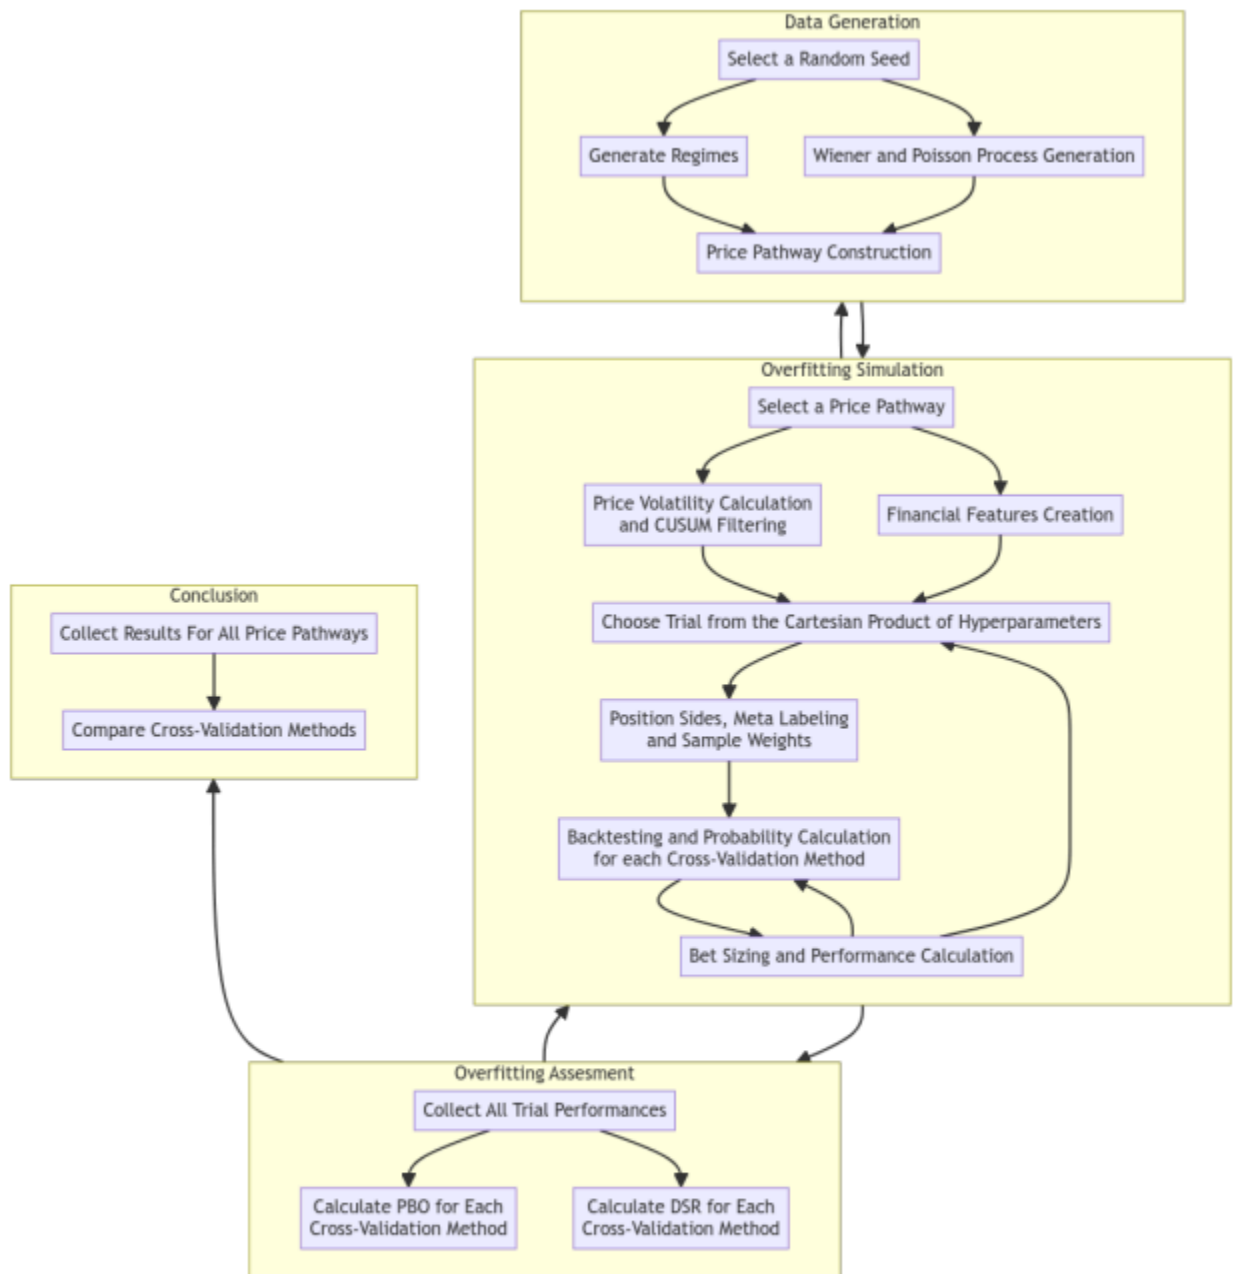 Data Generation
Select a Random Seed
Generate Regimes
Wiener and Poisson Process Generation
Price Pathway Construction
Overfitting Simulation
Select a Price Pathway
Price Volatility Calculation
and CUSUM Filtering
Financial Features Creation
Choose Trial from the Cartesian Product of Hyperparameters
Position Sides, Meta Labeling
and Sample Weights
Backtesting and Probability Calculation
for each Cross-Validation Method
Bet Sizing and Performance Calculation
Conclusion
Collect Results For All Price Pathways
Compare Cross-Validation Methods
Overfitting Assesment
Collect All Trial Performances
Calculate PBO for Each
Cross-Validation Method
Calculate DSR for Each
Cross-Validation Method